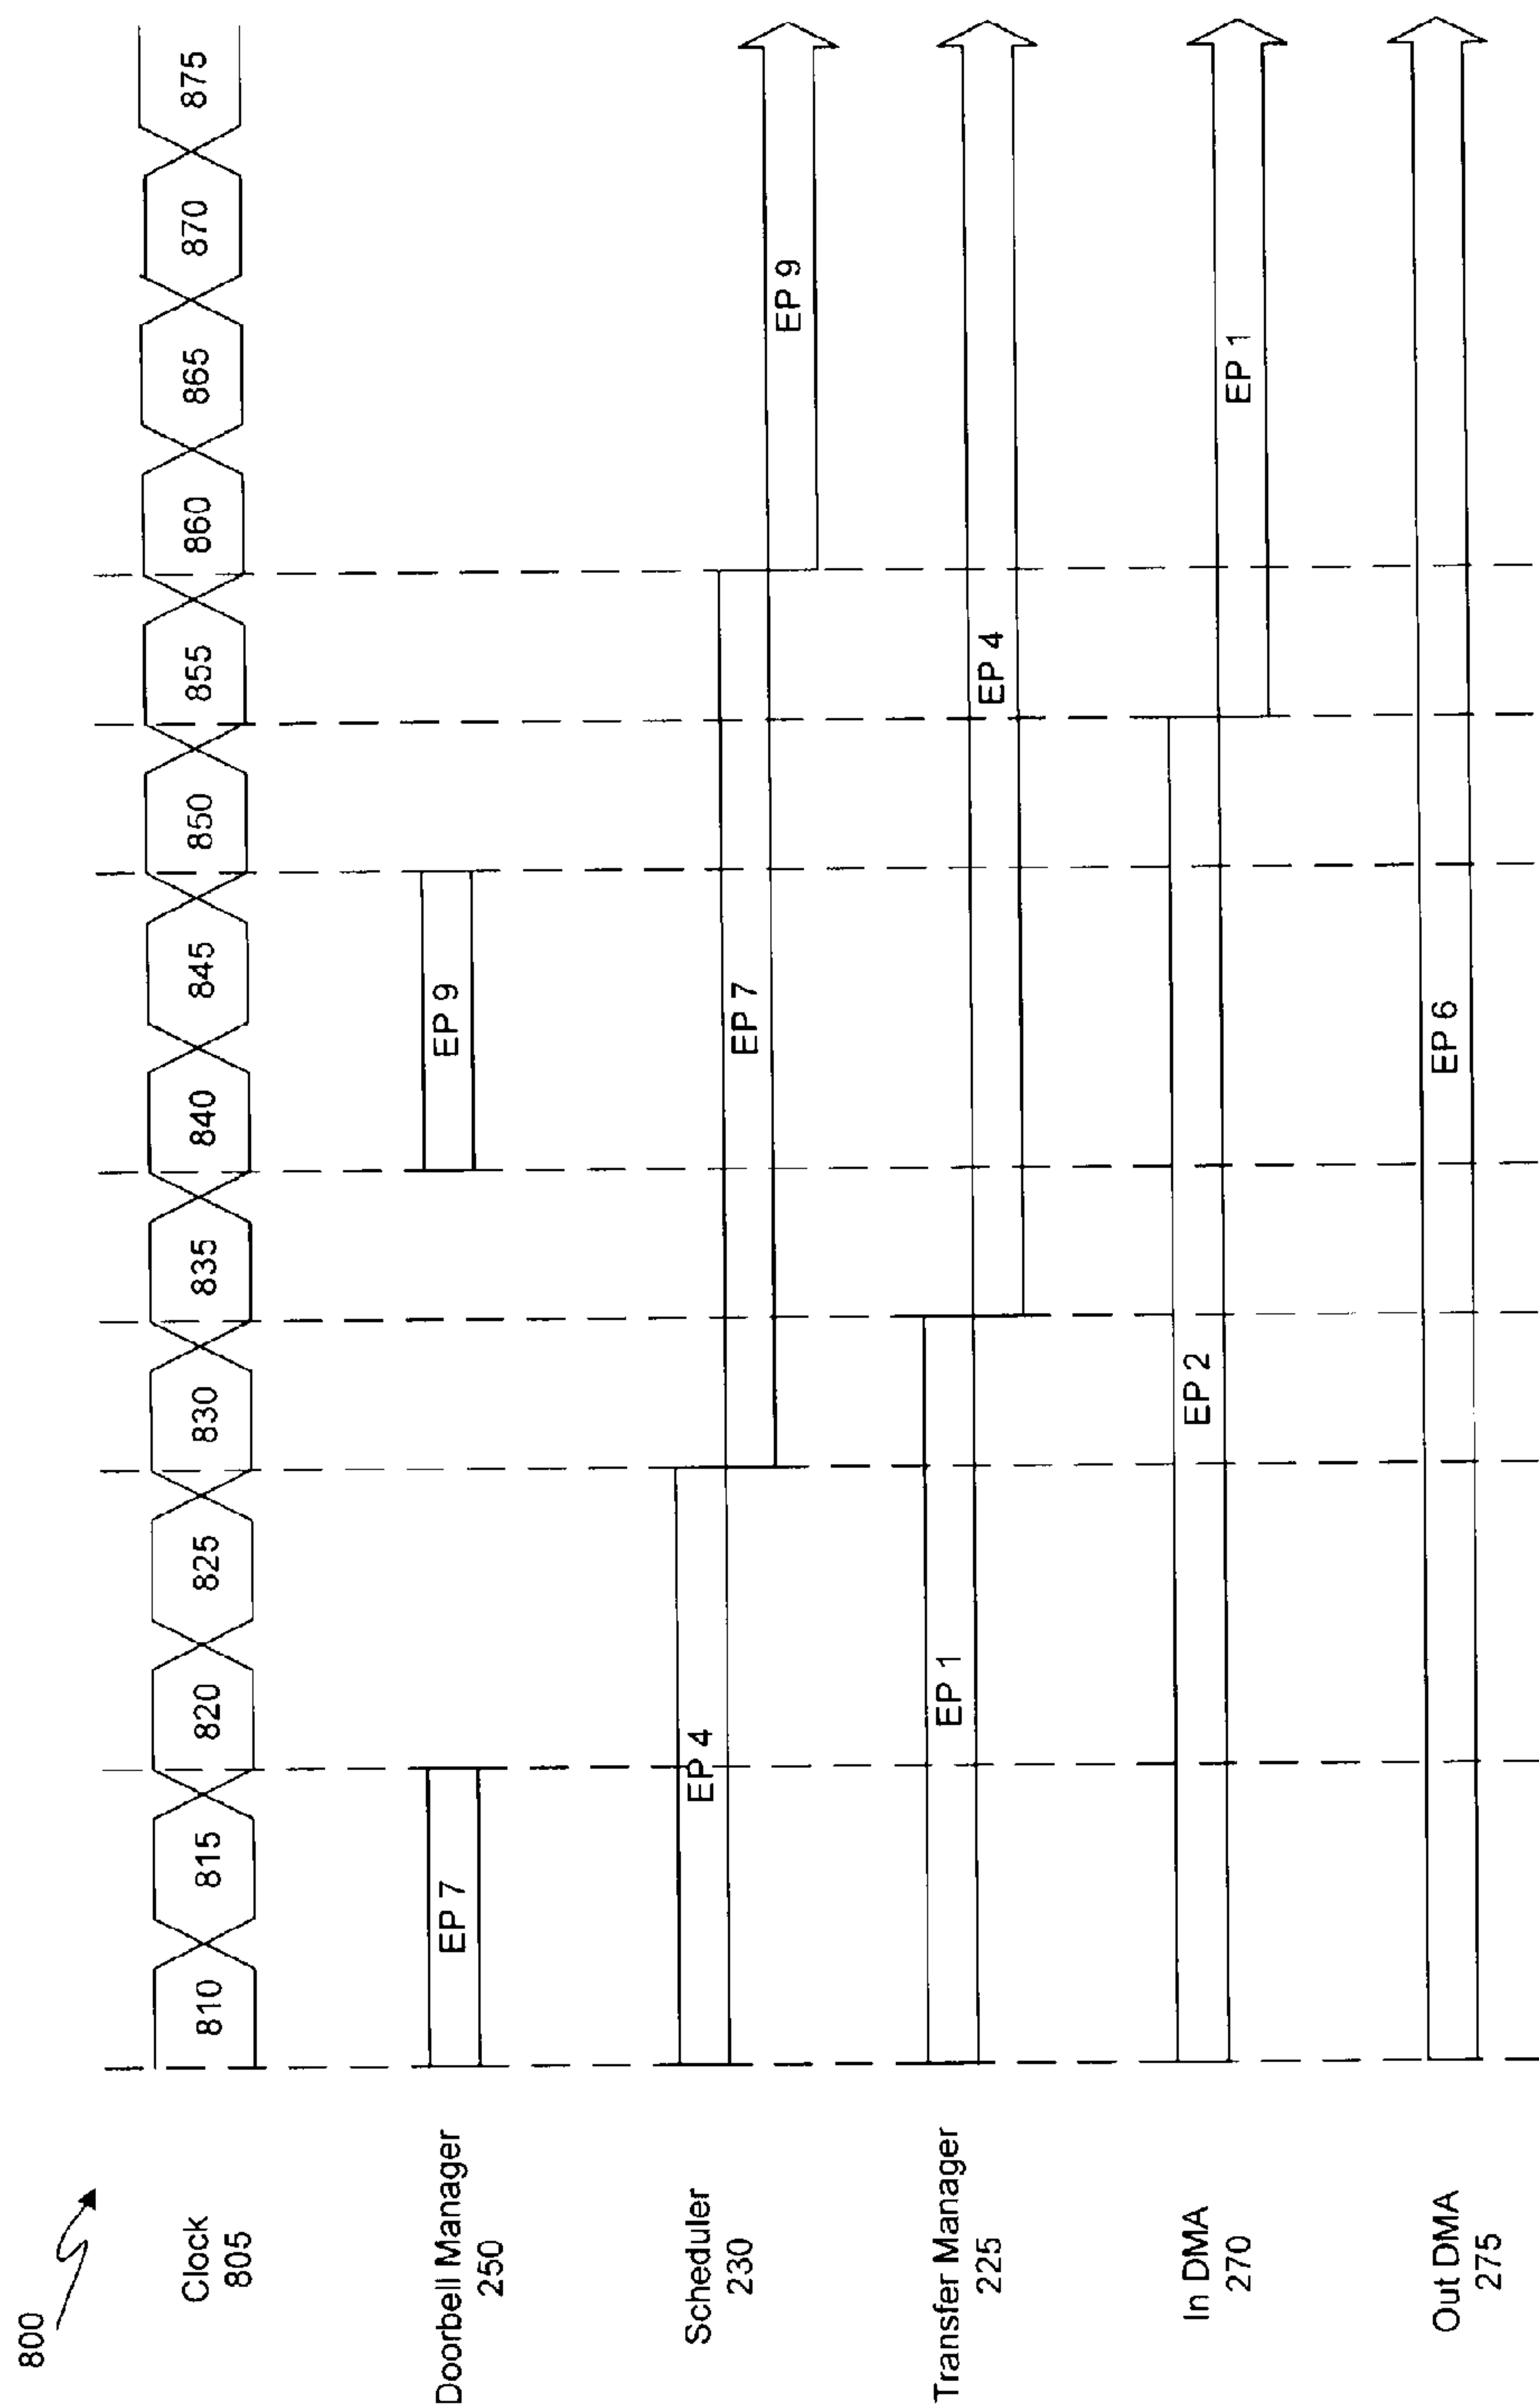 800
Clock
805
810
815
820
825
830
835
840
845
850
855
860
865
870
875
Doorbell Manager
250
EP 7
EP 9
Scheduler
230
EP 4
EP 7
EP 9
Transfer Manager
225
EP 1
EP 4
In DMA
270
EP 2
EP 1
Out DMA
275
EP 6